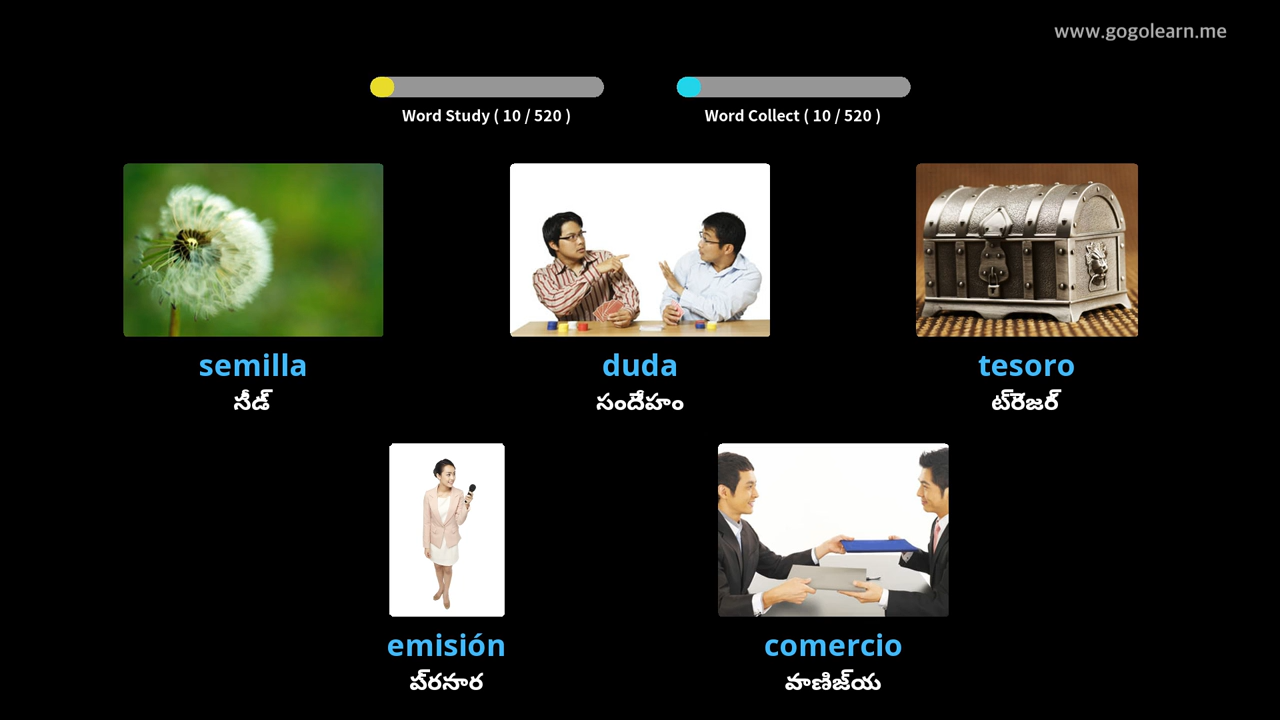 www.gogolearn.me
Word Study ( 10 / 520 )
Word Collect ( 10 / 520 )
semilla
సీడ్
duda
సందేహం
tesoro
ట్రెజర్
emisión
ప్రసార
comercio
వాణిజ్య